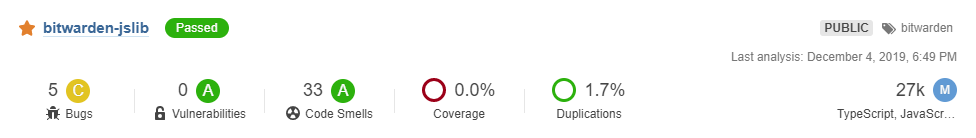 bitwarden-jslib Passed PUBLIC bitwarden
Last analysis: December 4, 2019, 6:49 PM
5 C 0 A 33 A 0.0% 1.7% 27k M
Bugs Vulnerabilities Code Smells Coverage Duplications TypeScript, JavaScr...